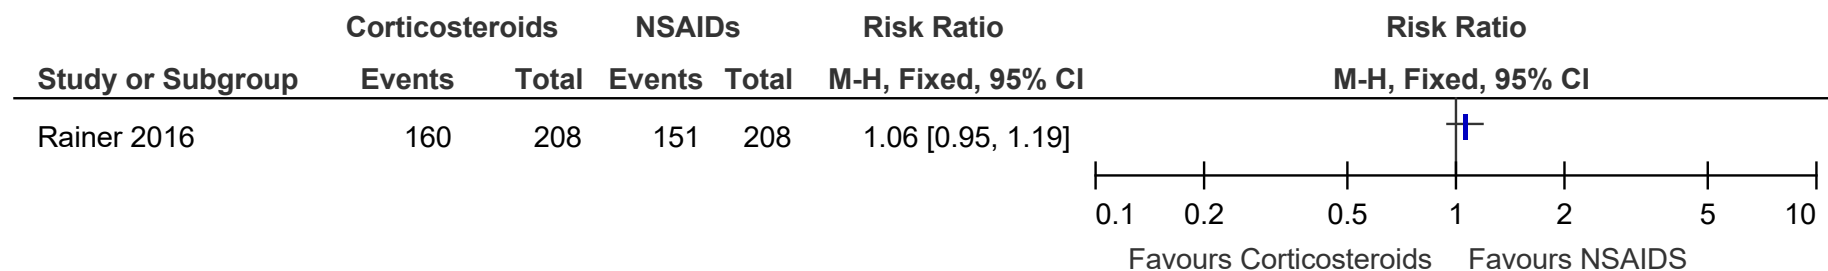 Corticosteroids NSAIDs Risk Ratio Risk Ratio
Study or Subgroup Events Total Events Total M-H, Fixed, 95% CI M-H, Fixed, 95% CI
Rainer 2016 160 208 151 208 1.06 [0.95, 1.19]
0.1 0.2 0.5 1 2 5 10
Favours Corticosteroids Favours NSAIDS